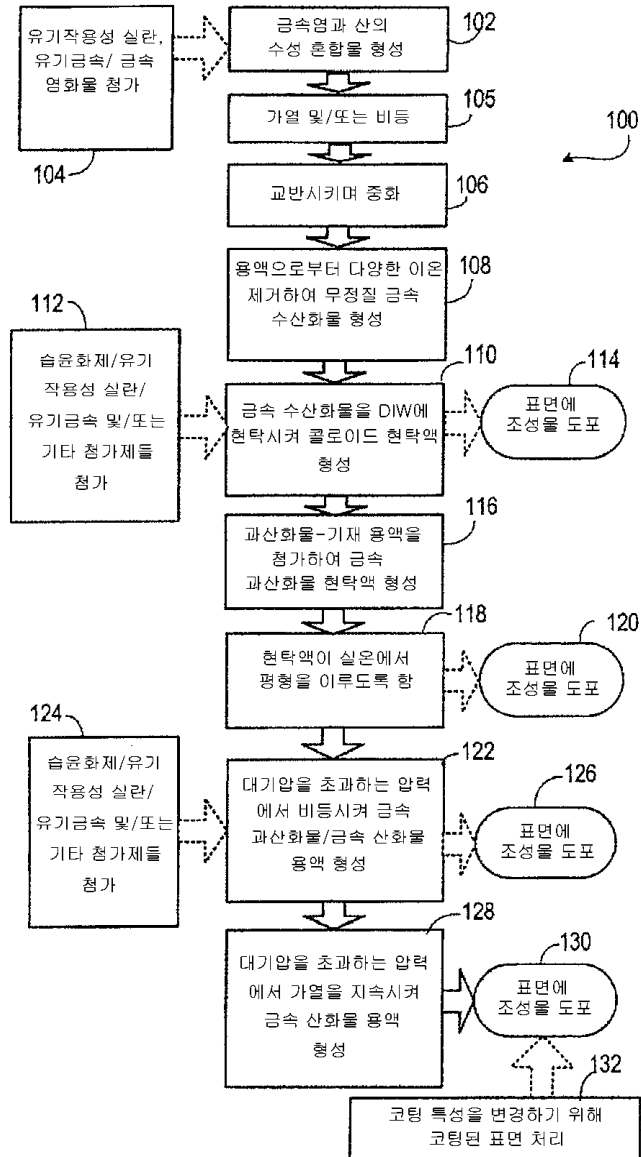 유기작용성 실란,
유기금속/ 금속
염화물 첨가
104
금속염과 산의
수성 혼합물 형성
102
가열 및/또는 비등
105
100
교반시키며 중화
106
용액으로부터 다양한 이온
제거하여 무정질 금속
수산화물 형성
108
112
습윤화제/유기
작용성 실란/
유기금속 및/또는
기타 첨가제들
첨가
110
금속 수산화물을 DIW에
현탁시켜 콜로이드 현탁액
형성
114
표면에
조성물 도포
116
과산화물-기재 용액을
첨가하여 금속
과산화물 현탁액 형성
118
현탁액이 실온에서
평형을 이루도록 함
120
표면에
조성물 도포
124
습윤화제/유기
작용성 실란/
유기금속 및/또는
기타 첨가제들
첨가
122
대기압을 초과하는 압력
에서 비등시켜 금속
과산화물/금속 산화물
용액 형성
126
표면에
조성물 도포
128
대기압을 초과하는 압력
에서 가열을 지속시켜
금속 산화물 용액
형성
130
표면에
조성물 도포
132
코팅 특성을 변경하기 위해
코팅된 표면 처리